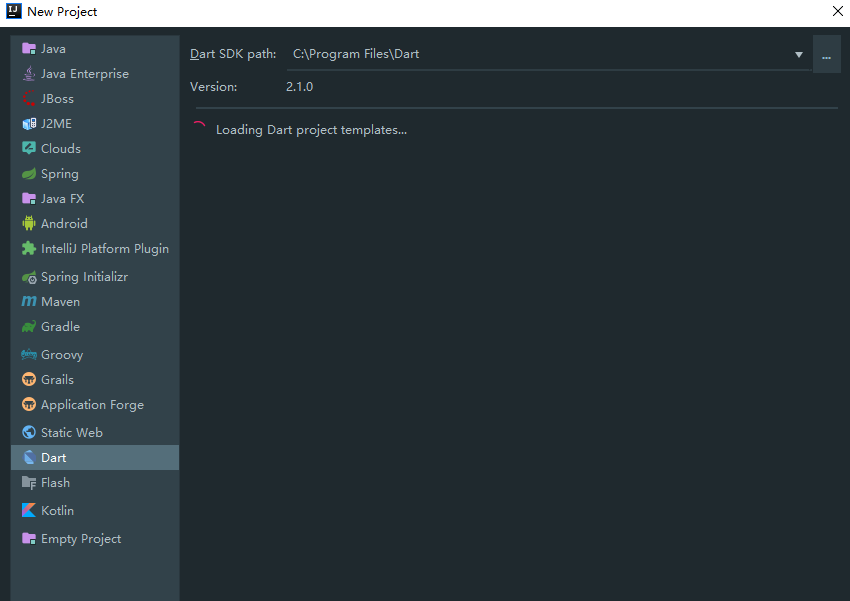 New Project
Java
Java Enterprise
JBoss
J2ME
Clouds
Spring
Java FX
Android
IntelliJ Platform Plugin
Spring Initializr
Maven
Gradle
Groovy
Grails
Application Forge
Static Web
Dart
Flash
Kotlin
Empty Project
Dart SDK path: C:\Program Files\Dart ...
Version: 2.1.0
Loading Dart project templates...